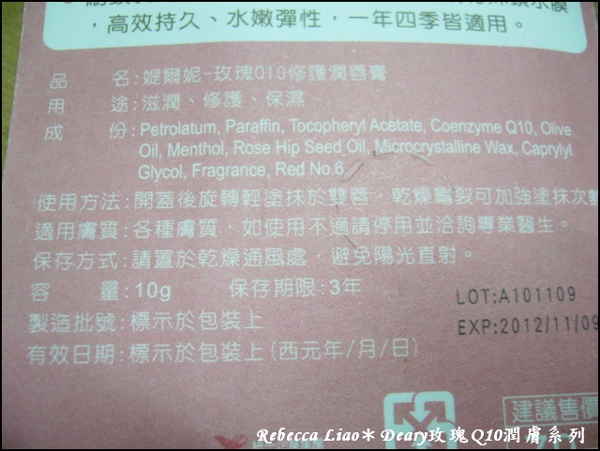 ，高效持久、水嫩彈性，一年四季皆適用。
品　　名:媞爾妮-玫瑰Q10修護潤唇膏
用　　途:滋潤、修護、保濕
成　　份:Petrolatum, Paraffin, Tocopheryl Acetate, Coenzyme Q10, Olive
Oil, Menthol, Rose Hip Seed Oil, Microcrystalline Wax, Caprylyl
Glycol, Fragrance, Red No.6
使用方法:開蓋後旋轉輕塗抹於雙唇，乾燥龜裂可加強塗抹次
適用膚質:各種膚質，如使用不適請停用並洽詢專業醫生。
保存方式:請置於乾燥通風處，避免陽光直射。
容　　量:10g　　保存期限:3年
LOT:A101109
製造批號:標示於包裝上
EXP:2012/11/09
有效日期:標示於包裝上(西元年/月/日)
建議售價
Rebecca Liao＊Deary玫瑰Q10潤膚系列